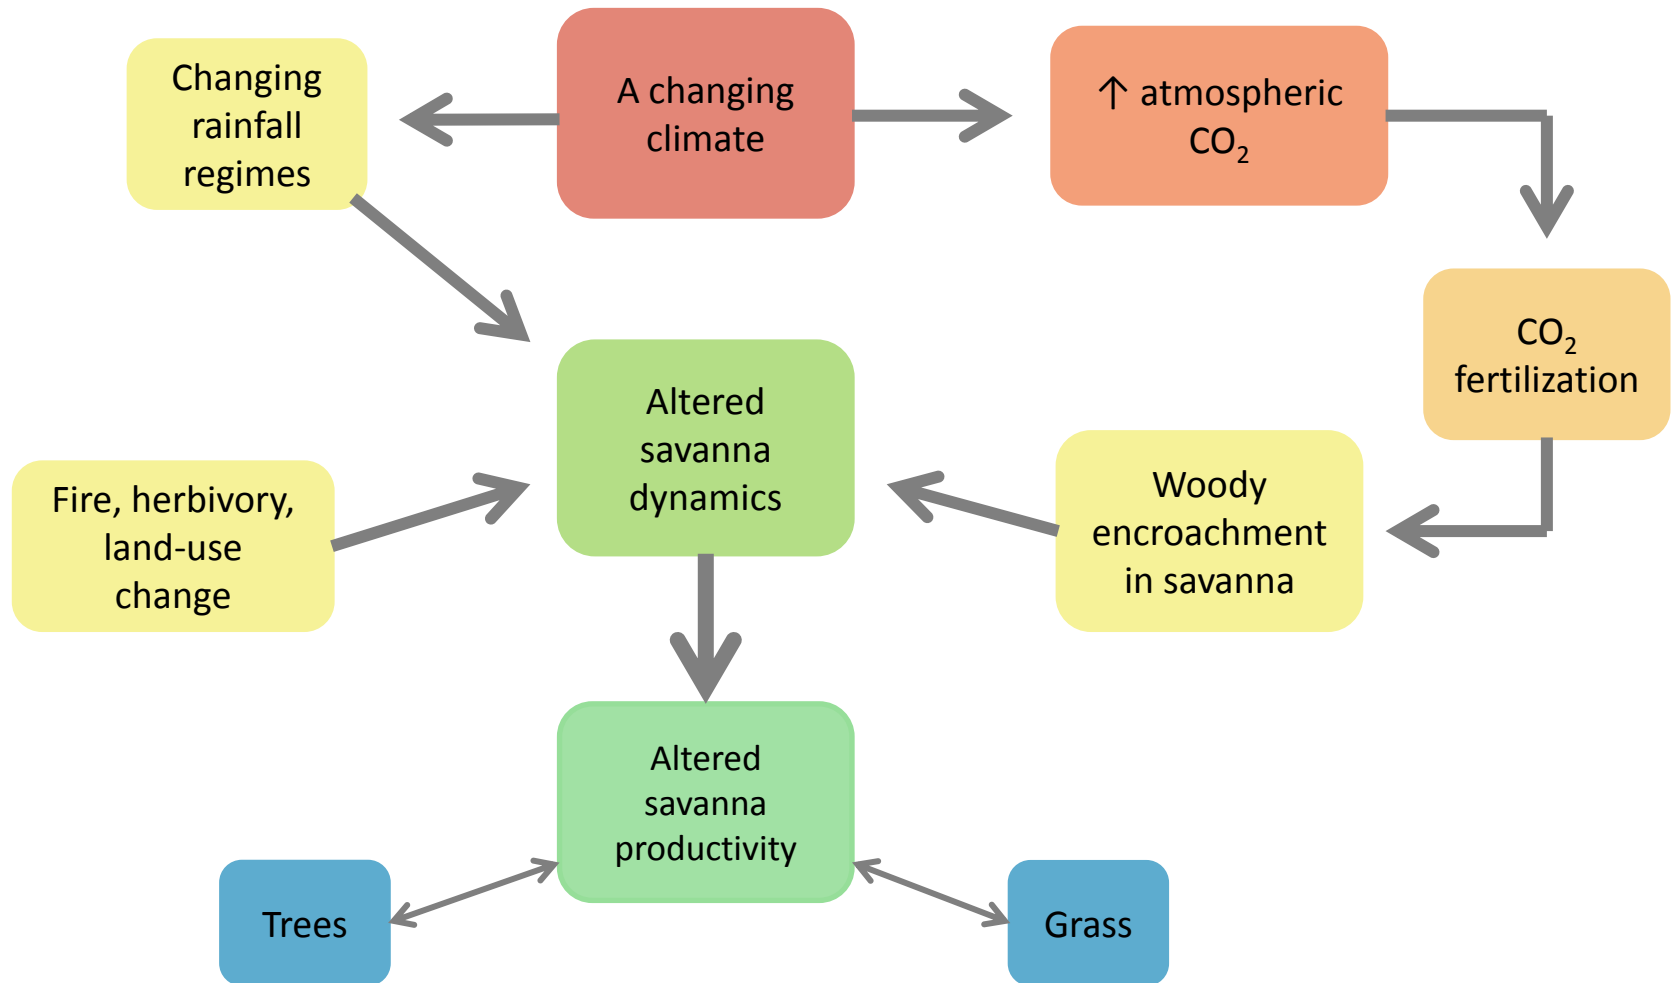 Changing
rainfall
regimes
A changing
climate
↑ atmospheric
CO₂
CO₂
fertilization
Altered
savanna
dynamics
Fire, herbivory,
land-use
change
Woody
encroachment
in savanna
Altered
savanna
productivity
Trees
Grass